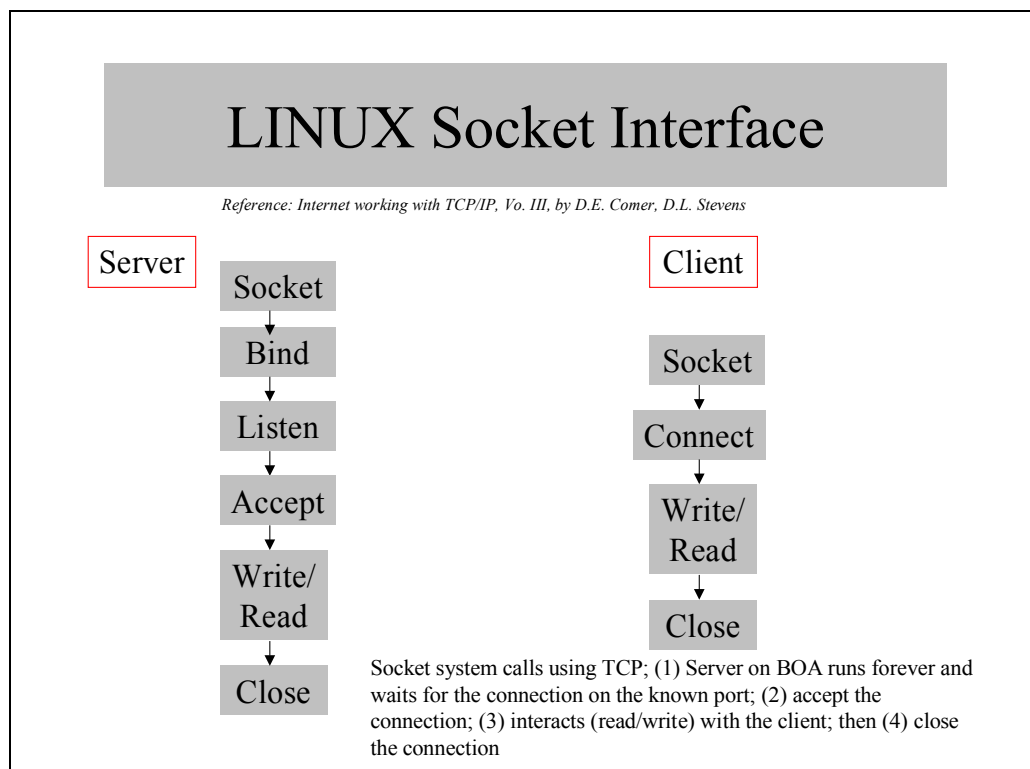 LINUX Socket Interface
Reference: Internet working with TCP/IP, Vo. III, by D.E. Comer, D.L. Stevens
Server
Socket
Bind
Listen
Accept
Write/
Read
Close
Client
Socket
Connect
Write/
Read
Close
Socket system calls using TCP; (1) Server on BOA runs forever and
waits for the connection on the known port; (2) accept the
connection; (3) interacts (read/write) with the client; then (4) close
the connection